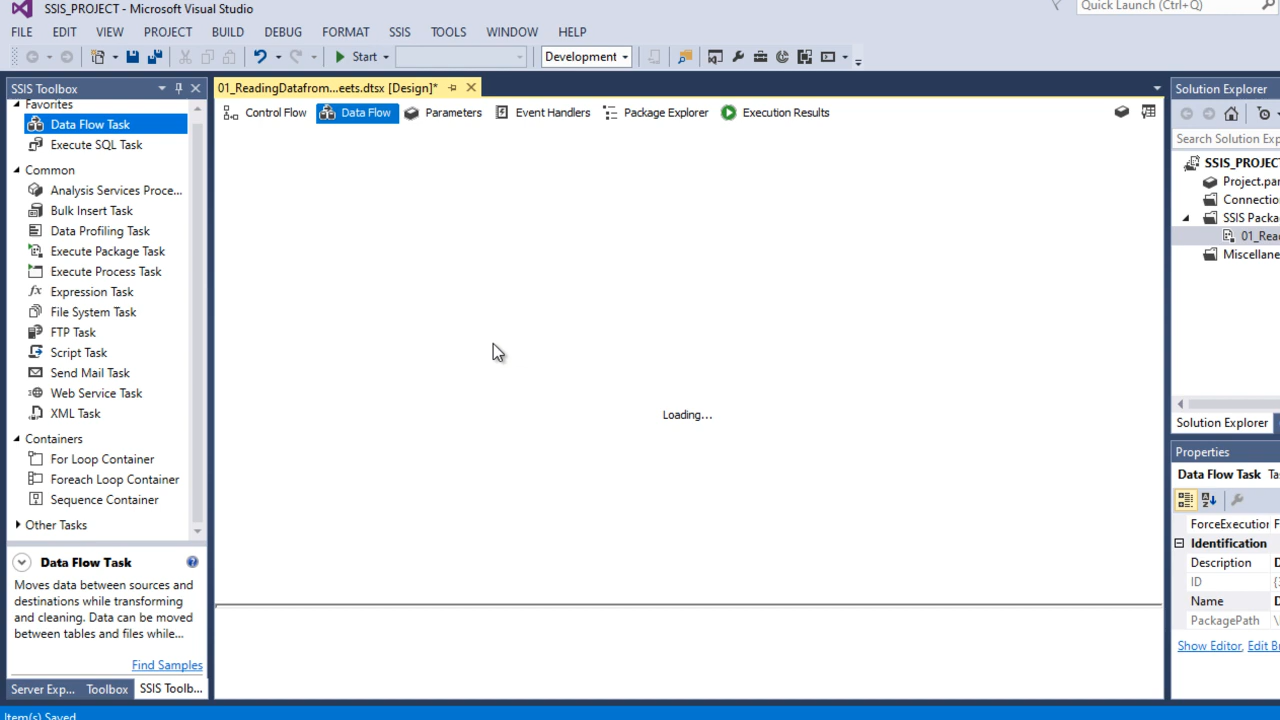 SSIS_PROJECT - Microsoft Visual Studio
Quick Launch (Ctrl+Q)
FILE EDIT VIEW PROJECT BUILD DEBUG FORMAT SSIS TOOLS WINDOW HELP
Start Development
SSIS Toolbox
Favorites
Data Flow Task
Execute SQL Task
Common
Analysis Services Proce...
Bulk Insert Task
Data Profiling Task
Execute Package Task
Execute Process Task
Expression Task
File System Task
FTP Task
Script Task
Send Mail Task
Web Service Task
XML Task
Containers
For Loop Container
Foreach Loop Container
Sequence Container
Other Tasks
Data Flow Task
Moves data between sources and
destinations while transforming
and cleaning. Data can be moved
between tables and files while...
Find Samples
Server Exp... Toolbox SSIS Toolb...
Item(s) Saved
01_ReadingDatafrom...eets.dtsx [Design]*
Control Flow Data Flow Parameters Event Handlers Package Explorer Execution Results
Loading...
Solution Explorer
Search Solution Exp
SSIS_PROJECT
Project.par
Connectio
SSIS Packa
01_Rea
Miscellane
Solution Explorer
Properties
Data Flow Task Ta
ForceExecution F
Identification
Description D
ID {
Name D
PackagePath \
Show Editor, Edit Br